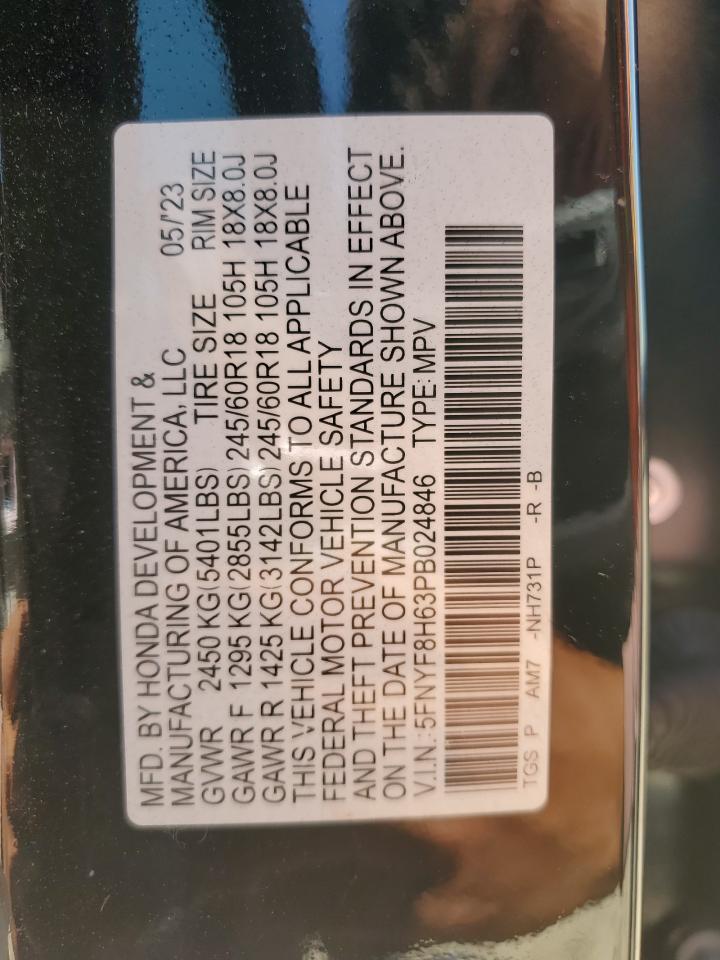 MFD. BY HONDA DEVELOPMENT &
MANUFACTURING OF AMERICA, LLC 05/'23
GVWR 2450 KG(5401LBS) TIRE SIZE RIM SIZE
GAWR F 1295 KG(2855LBS) 245/60R18 105H 18X8.0J
GAWR R 1425 KG(3142LBS) 245/60R18 105H 18X8.0J
THIS VEHICLE CONFORMS TO ALL APPLICABLE
FEDERAL MOTOR VEHICLE SAFETY
AND THEFT PREVENTION STANDARDS IN EFFECT
ON THE DATE OF MANUFACTURE SHOWN ABOVE.
V.I.N.:5FNYF8H63PB024846 TYPE:MPV
TGS P AM7 -NH731P -R -B